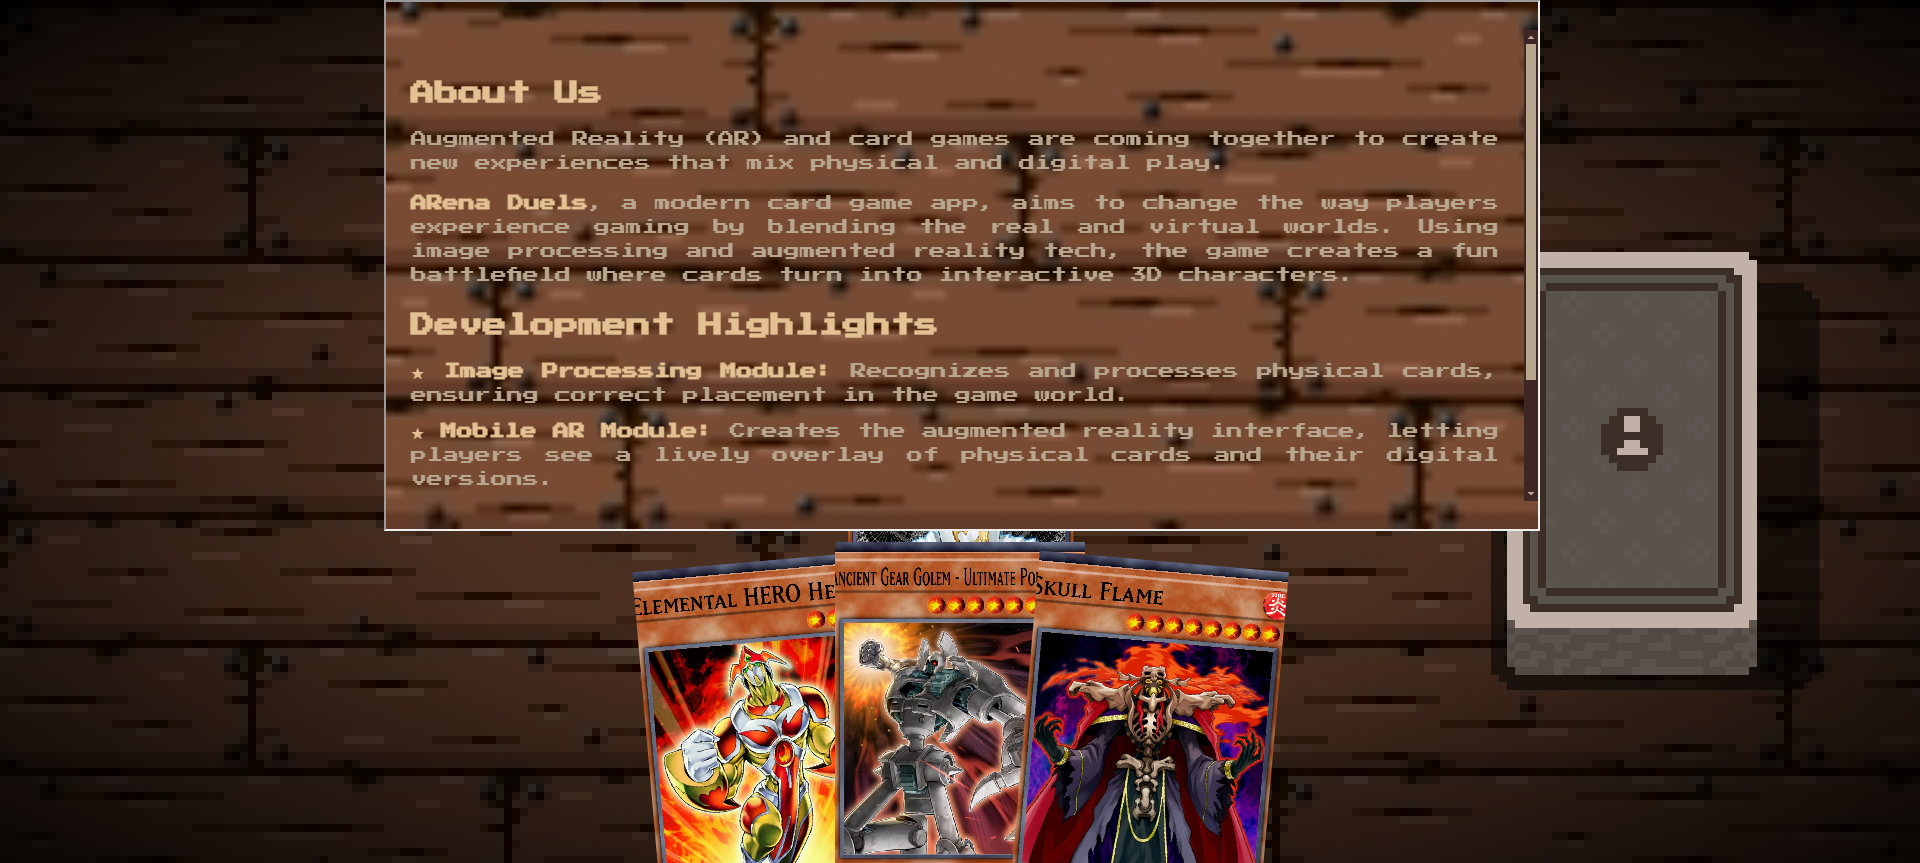 About Us
Augmented Reality (AR) and card games are coming together to create
new experiences that mix physical and digital play.
ARena Duels, a modern card game app, aims to change the way players
experience gaming by blending the real and virtual worlds. Using
image processing and augmented reality tech, the game creates a fun
battlefield where cards turn into interactive 3D characters.
Development Highlights
★ Image Processing Module: Recognizes and processes physical cards,
ensuring correct placement in the game world.
★ Mobile AR Module: Creates the augmented reality interface, letting
players see a lively overlay of physical cards and their digital
versions.
ELEMENTAL HERO HE
ANCIENT GEAR GOLEM - ULTIMATE PO
SKULL FLAME
炎